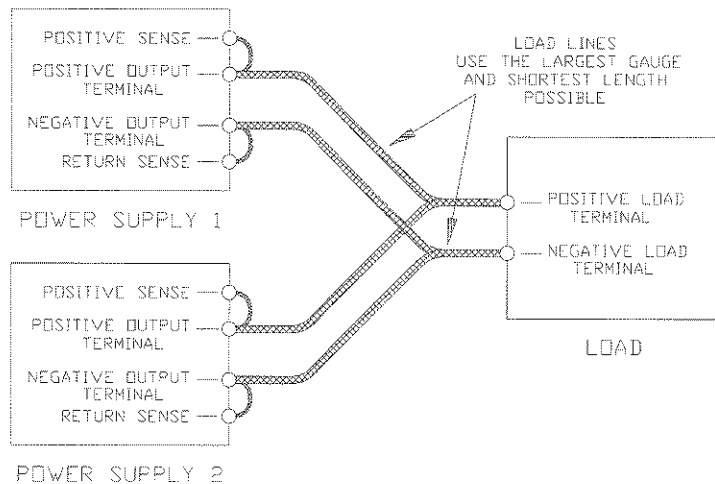 POSITIVE SENSE
POSITIVE OUTPUT
TERMINAL
NEGATIVE OUTPUT
TERMINAL
RETURN SENSE
POWER SUPPLY 1
LOAD LINES
USE THE LARGEST GAUGE
AND SHORTEST LENGTH
POSSIBLE
POSITIVE LOAD
TERMINAL
NEGATIVE LOAD
TERMINAL
LOAD
POSITIVE SENSE
POSITIVE OUTPUT
TERMINAL
NEGATIVE OUTPUT
TERMINAL
RETURN SENSE
POWER SUPPLY 2